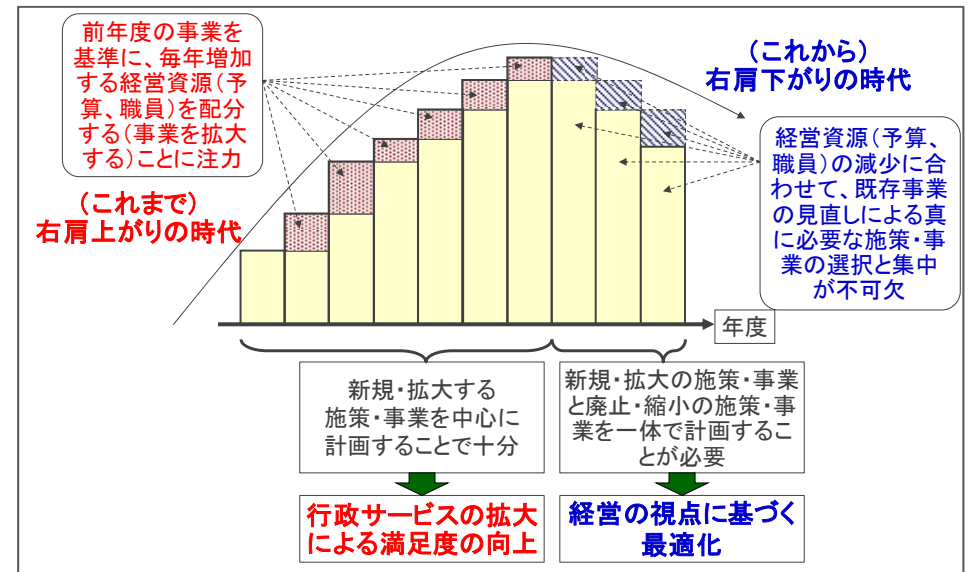 前年度の事業を
基準に、毎年増加
する経営資源(予
算、職員)を配分
する(事業を拡大
する)ことに注力
(これまで)
右肩上がりの時代
(これから)
右肩下がりの時代
経営資源(予算、
職員)の減少に合
わせて、既存事業
の見直しによる真
に必要な施策・事
業の選択と集中
が不可欠
年度
新規・拡大する
施策・事業を中心に
計画することで十分
新規・拡大の施策・事業
と廃止・縮小の施策・事
業を一体で計画するこ
とが必要
行政サービスの拡大
による満足度の向上
経営の視点に基づく
最適化